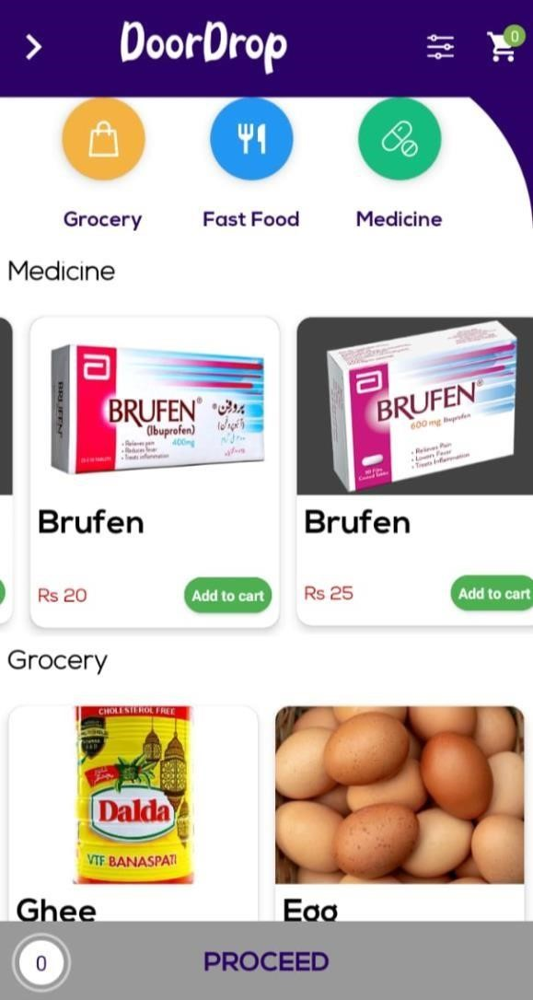 DoorDrop
0
Grocery
Fast Food
Medicine
Medicine
BRUFEN
BRUFEN®
(Ibuprofen)
400mg
• Relieves pain
• Reduces fever
• Treats inflammation
بروفن
BRUFEN®
600 mg Ibuprofen
• Relieves Pain
• Lowers Fever
• Treats Inflammation
Brufen
Brufen
Rs 20
Add to cart
Rs 25
Add to cart
Grocery
CHOLESTEROL FREE
Dalda
VTF BANASPATI
Ghee
Egg
0
PROCEED